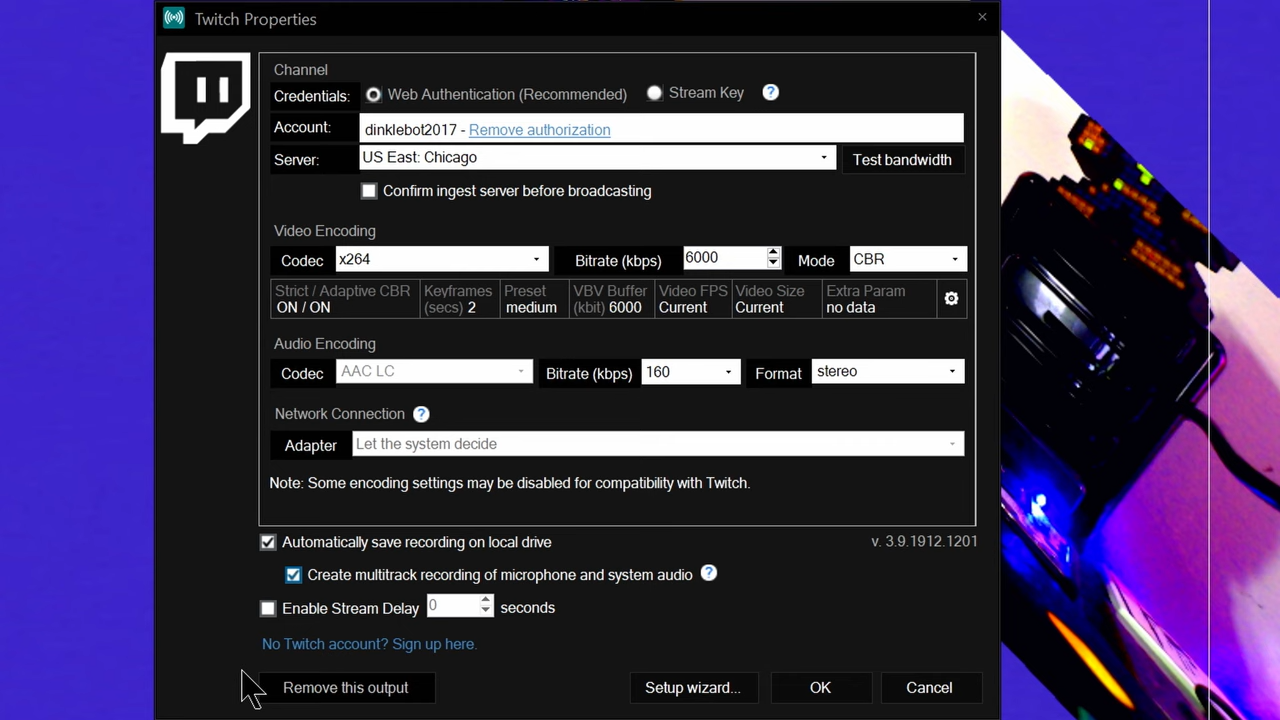 Twitch Properties
Channel
Credentials: Web Authentication (Recommended) Stream Key ?
Account: dinklebot2017 - Remove authorization
Server: US East: Chicago Test bandwidth
Confirm ingest server before broadcasting
Video Encoding
Codec x264 Bitrate (kbps) 6000 Mode CBR
Strict / Adaptive CBR Keyframes Preset VBV Buffer Video FPS Video Size Extra Param
ON / ON (secs) 2 medium (kbit) 6000 Current Current no data
Audio Encoding
Codec AAC LC Bitrate (kbps) 160 Format stereo
Network Connection ?
Adapter Let the system decide
Note: Some encoding settings may be disabled for compatibility with Twitch.
Automatically save recording on local drive v. 3.9.1912.1201
Create multitrack recording of microphone and system audio ?
Enable Stream Delay 0 seconds
No Twitch account? Sign up here.
Remove this output Setup wizard... OK Cancel